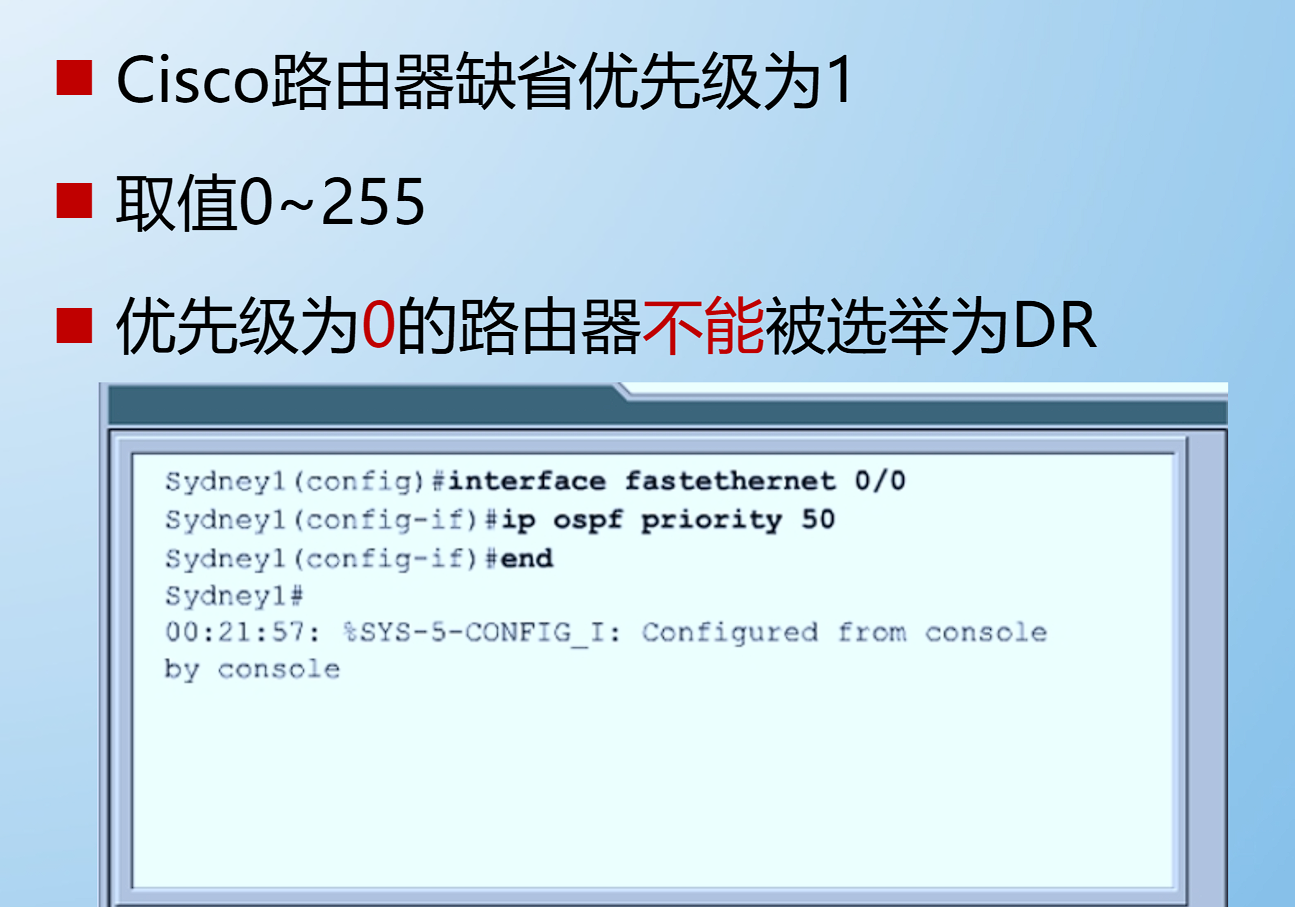 Cisco路由器缺省优先级为1
取值0~255
优先级为0的路由器不能被选举为DR
Sydney1(config)#interface fastethernet 0/0
Sydney1(config-if)#ip ospf priority 50
Sydney1(config-if)#end
Sydney1#
00:21:57: %SYS-5-CONFIG_I: Configured from console
by console